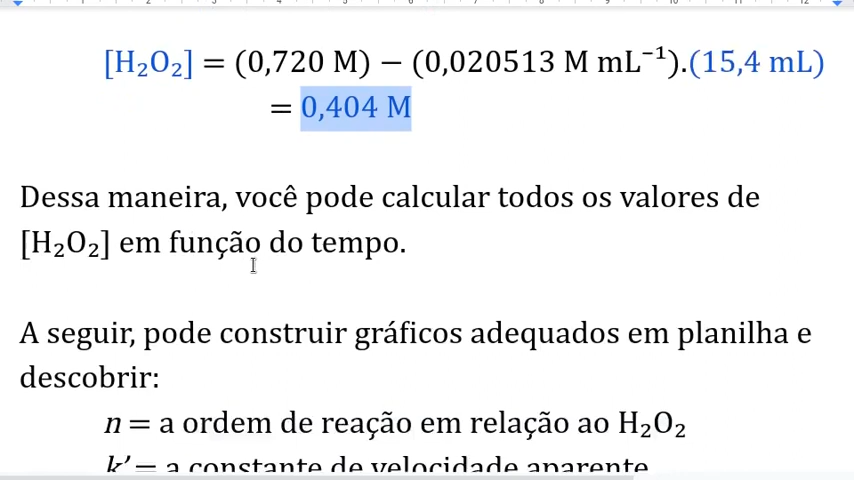 [H₂O₂] = (0,720 M) − (0,020513 M mL⁻¹).(15,4 mL)
= 0,404 M
Dessa maneira, você pode calcular todos os valores de
[H₂O₂] em função do tempo.
A seguir, pode construir gráficos adequados em planilha e
descobrir:
n = a ordem de reação em relação ao H₂O₂
k’ = a constante de velocidade aparente